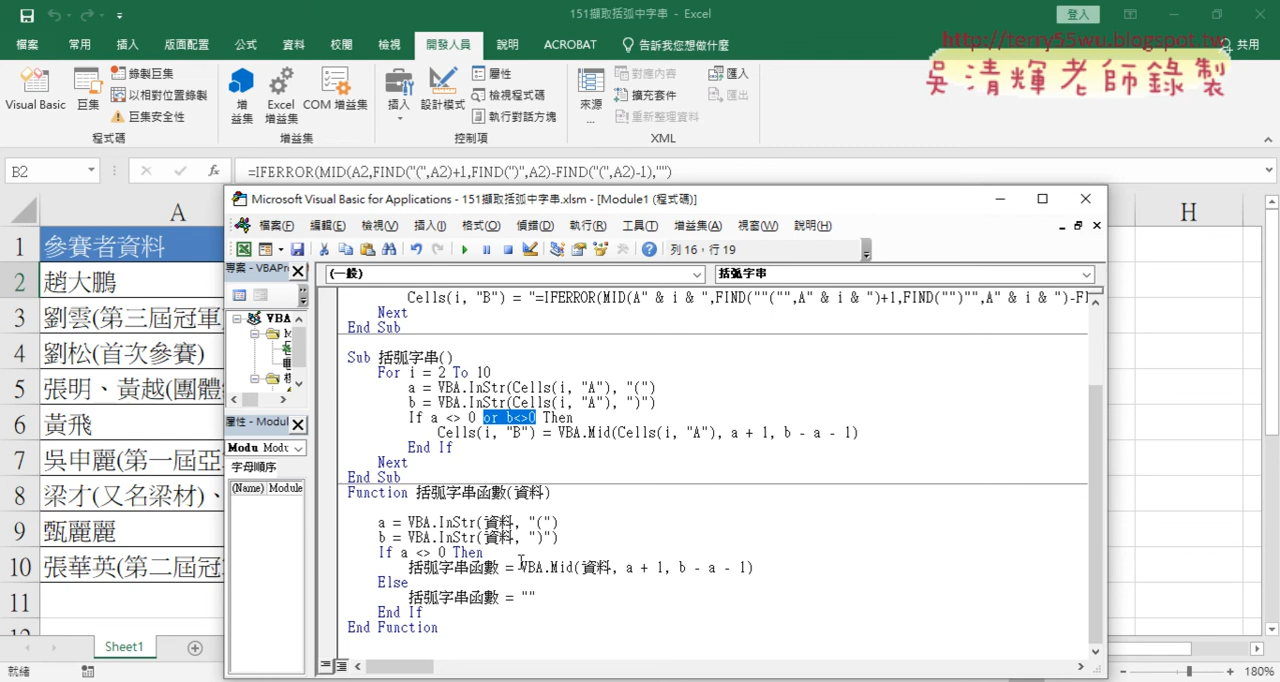 151擷取括弧中字串 - Excel
登入
http://terry55wu.blogspot.tw
吳清輝老師錄製
檔案 常用 插入 版面配置 公式 資料 校閱 檢視 開發人員 說明 ACROBAT 告訴我您想做什麼 共用
Visual Basic 巨集 錄製巨集 以相對位置錄製 巨集安全性 程式碼
增益集 Excel 增益集 COM 增益集 增益集
插入 設計模式 屬性 檢視程式碼 執行對話方塊 控制項
來源 ... 對應內容 擴充套件 重新整理資料 匯入 匯出 XML
B2 fx =IFERROR(MID(A2,FIND("(",A2)+1,FIND(")",A2)-FIND("(",A2)-1),"")
A H
1 參賽者資料
2 趙大鵬
3 劉雲(第三屆冠軍
4 劉松(首次參賽)
5 張明、黃越(團體
6 黃飛
7 吳申麗(第一屆亞
8 梁才(又名梁材)、
9 甄麗麗
10 張華英(第二屆冠
11
12
Microsoft Visual Basic for Applications - 151擷取括弧中字串.xlsm - [Module1 (程式碼)]
檔案(F) 編輯(E) 檢視(V) 插入(I) 格式(O) 偵錯(D) 執行(R) 工具(T) 增益集(A) 視窗(W) 說明(H)
列 16，行 19
專案 - VBAPr
VBA
屬性 - Modul
Modu Modu
字母順序
(Name) Module
(一般) 括弧字串
Cells(i, "B") = "=IFERROR(MID(A" & i & ",FIND(""("",A" & i & ")+1,FIND("")"",A" & i & ")-FI
Next
End Sub
Sub 括弧字串()
For i = 2 To 10
a = VBA.InStr(Cells(i, "A"), "(")
b = VBA.InStr(Cells(i, "A"), ")")
If a <> 0 or b<>0 Then
Cells(i, "B") = VBA.Mid(Cells(i, "A"), a + 1, b - a - 1)
End If
Next
End Sub
Function 括弧字串函數(資料)
a = VBA.InStr(資料, "(")
b = VBA.InStr(資料, ")")
If a <> 0 Then
括弧字串函數 = VBA.Mid(資料, a + 1, b - a - 1)
Else
括弧字串函數 = ""
End If
End Function
Sheet1
就緒 180%